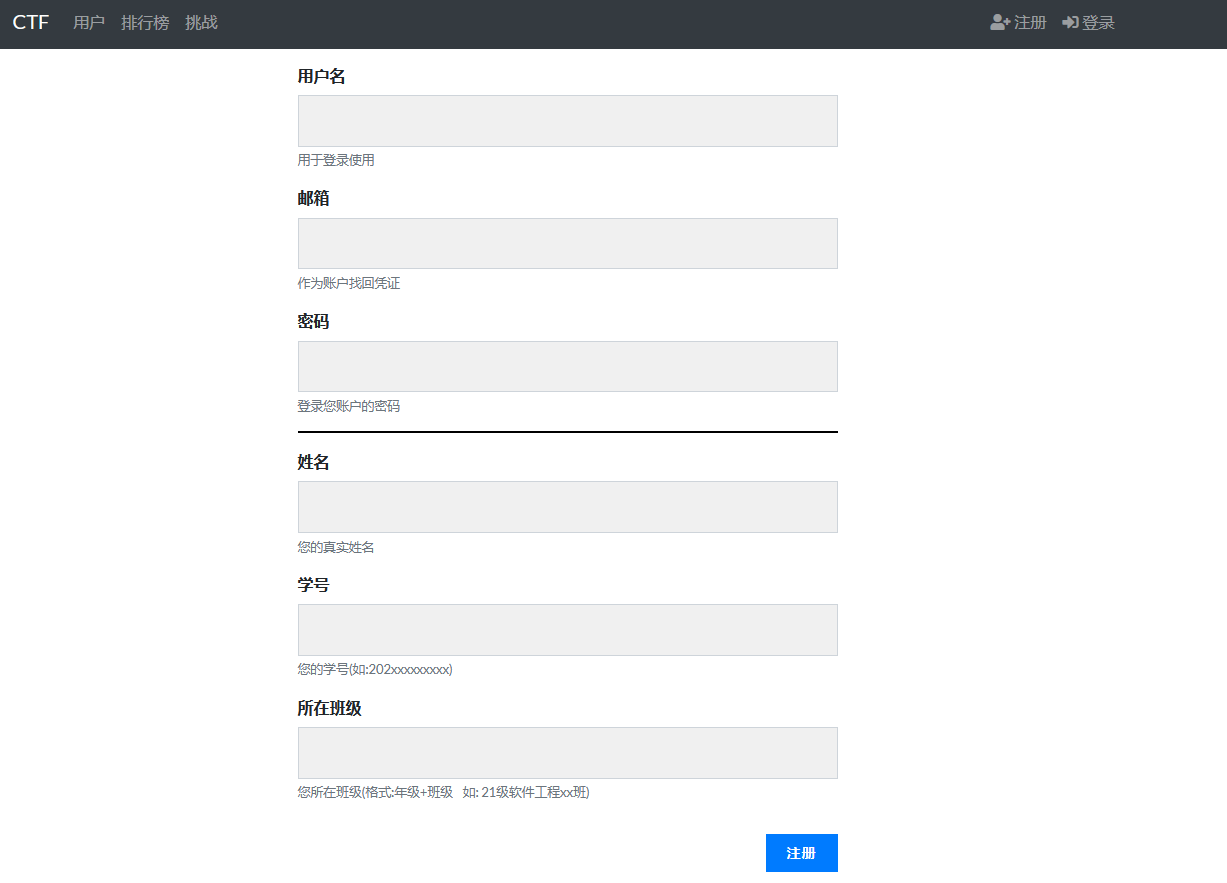 CTF 用户 排行榜 挑战 注册 登录
用户名
用于登录使用
邮箱
作为账户找回凭证
密码
登录您账户的密码
姓名
您的真实姓名
学号
您的学号(如:202xxxxxxxxx)
所在班级
您所在班级(格式:年级+班级 如: 21级软件工程xx班)
注册